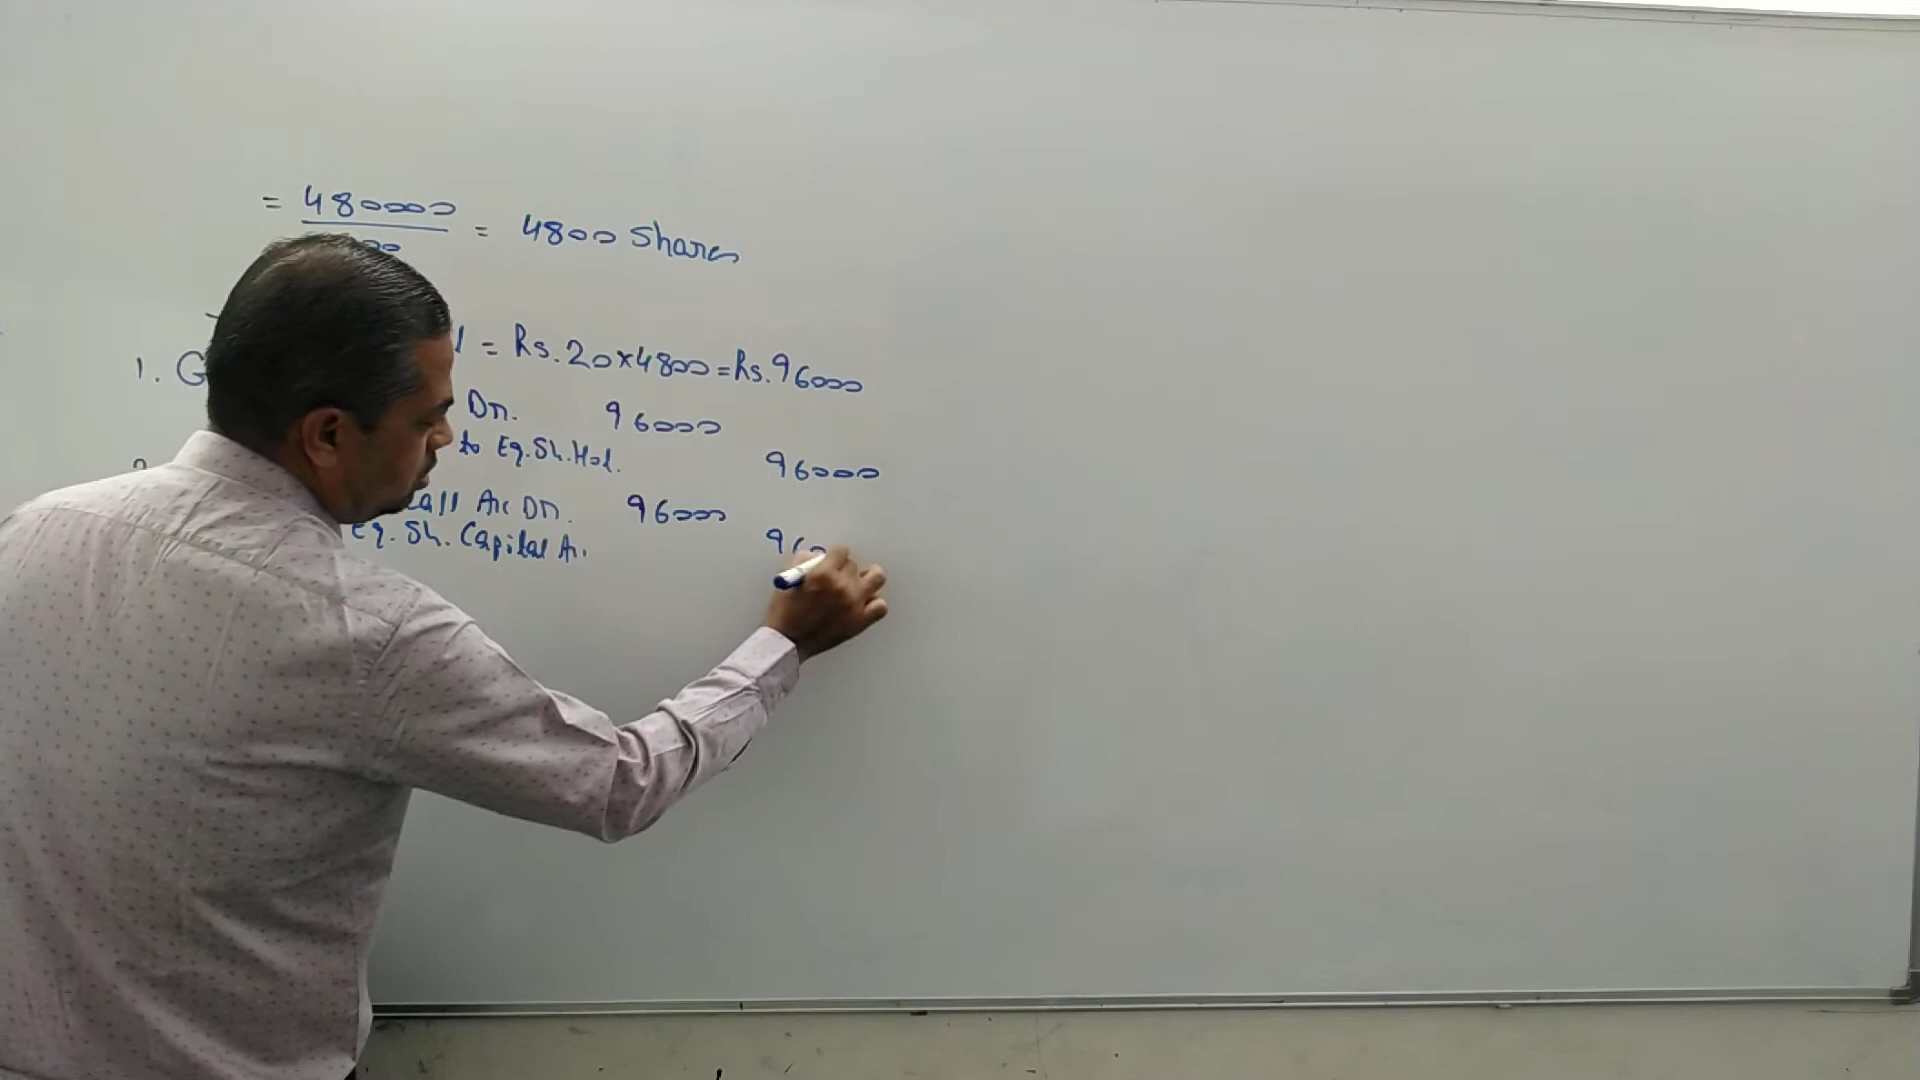 = 480000
= 4800 Shares
1. G
= Rs.20×4800=Rs.96000
Dr. 96000
to Eq.Sh.Hol. 96000
call A/c Dr. 96000
Eq. Sh. Capital A/c